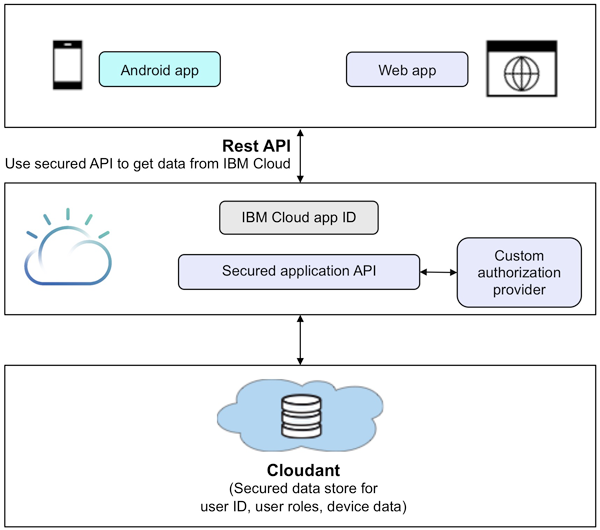 Android app
Web app
Rest API
Use secured API to get data from IBM Cloud
IBM Cloud app ID
Secured application API
Custom
authorization
provider
Cloudant
(Secured data store for
user ID, user roles, device data)